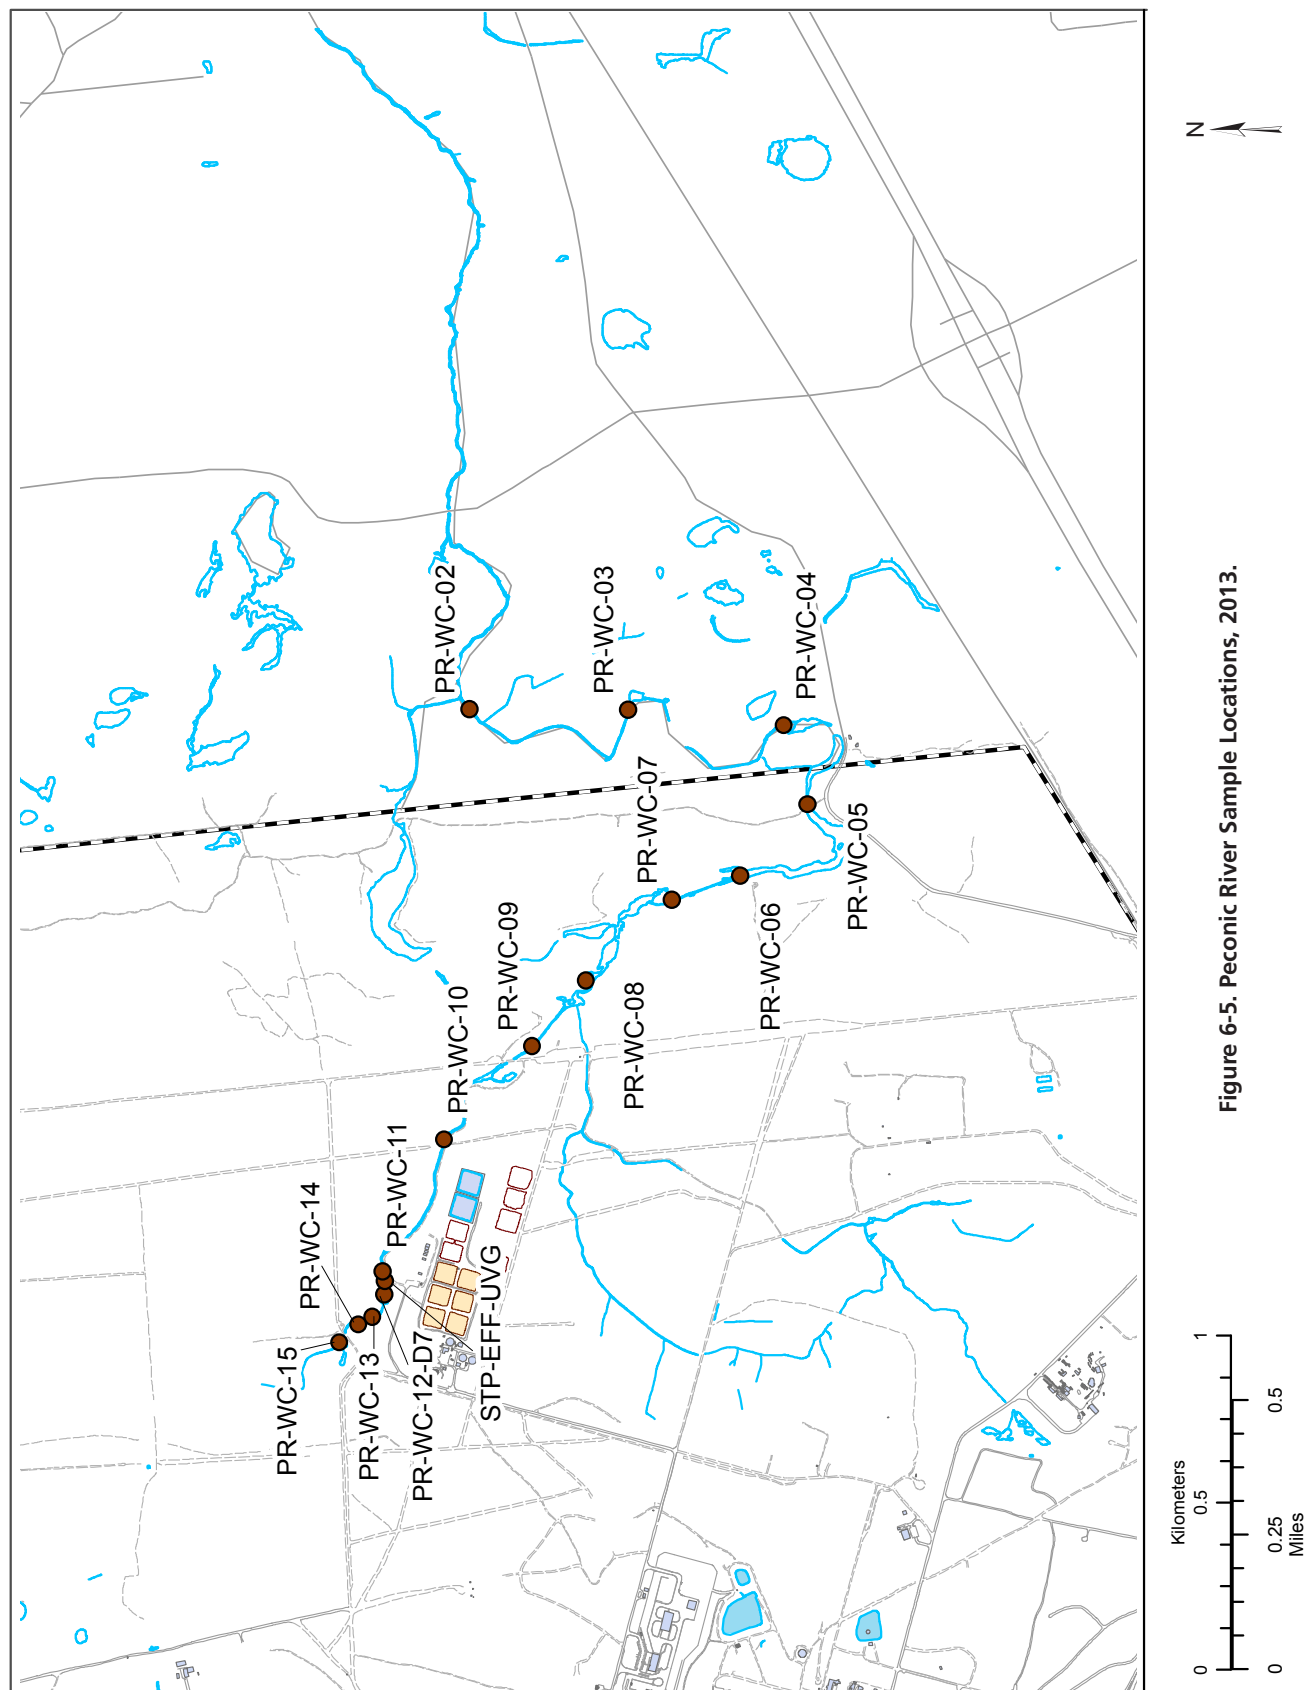 PR-WC-15
PR-WC-14
PR-WC-13
PR-WC-12-D7
PR-WC-11
STP-EFF-UVG
PR-WC-10
PR-WC-09
PR-WC-08
PR-WC-07
PR-WC-06
PR-WC-05
PR-WC-04
PR-WC-03
PR-WC-02
N
Kilometers
0 0.5 1
0 0.25 0.5
Miles
Figure 6-5. Peconic River Sample Locations, 2013.